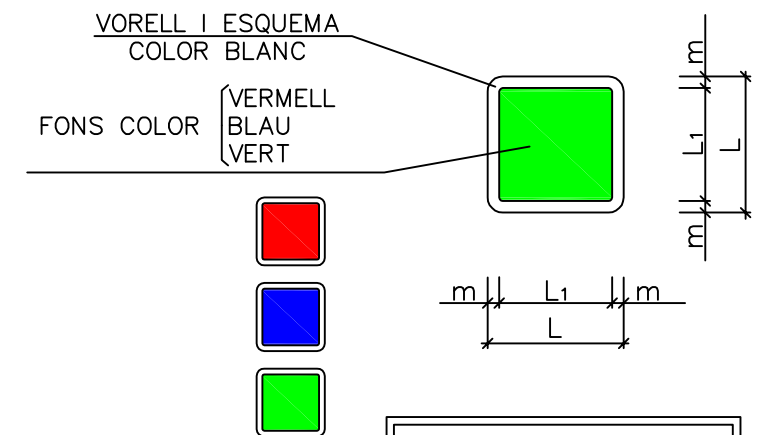 VORELL I ESQUEMA
COLOR BLANC
FONS COLOR
VERMELL
BLAU
VERT
m
L1
L
m
m L1 m
L